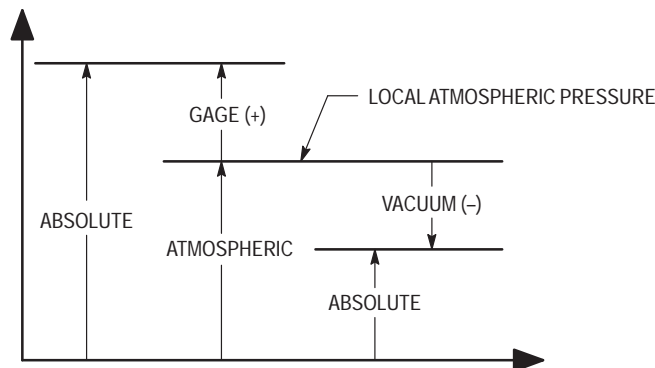 LOCAL ATMOSPHERIC PRESSURE
GAGE (+)
VACUUM (–)
ABSOLUTE
ATMOSPHERIC
ABSOLUTE